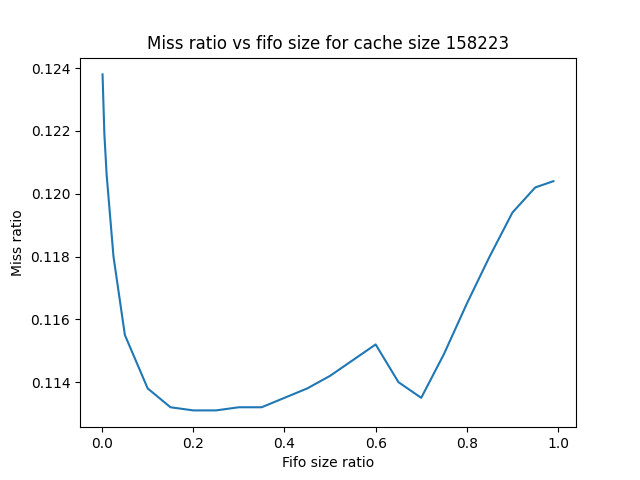 Miss ratio vs fifo size for cache size 158223
0.124
0.122
0.120
0.118
0.116
0.114
Miss ratio
0.0 0.2 0.4 0.6 0.8 1.0
Fifo size ratio